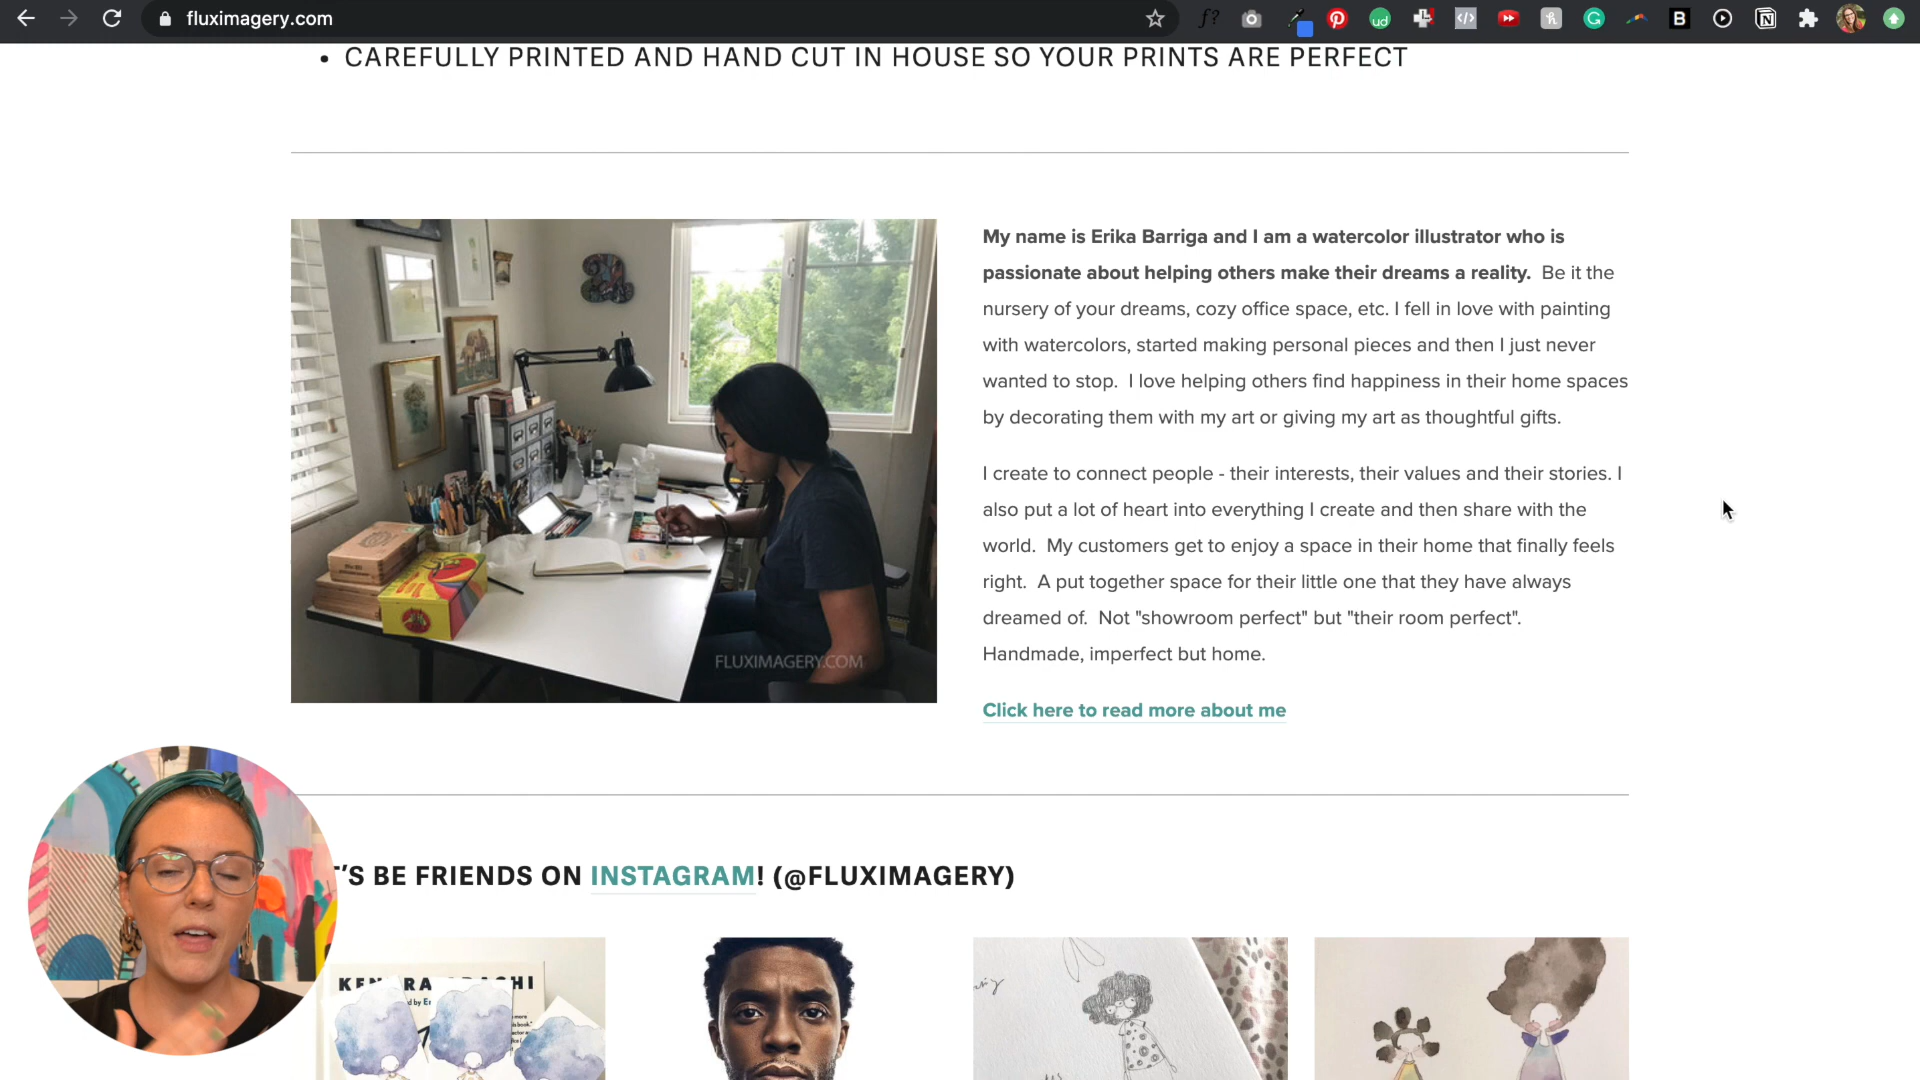 fluximagery.com
• CAREFULLY PRINTED AND HAND CUT IN HOUSE SO YOUR PRINTS ARE PERFECT
My name is Erika Barriga and I am a watercolor illustrator who is
passionate about helping others make their dreams a reality. Be it the
nursery of your dreams, cozy office space, etc. I fell in love with painting
with watercolors, started making personal pieces and then I just never
wanted to stop. I love helping others find happiness in their home spaces
by decorating them with my art or giving my art as thoughtful gifts.
I create to connect people - their interests, their values and their stories. I
also put a lot of heart into everything I create and then share with the
world. My customers get to enjoy a space in their home that finally feels
right. A put together space for their little one that they have always
dreamed of. Not "showroom perfect" but "their room perfect".
Handmade, imperfect but home.
FLUXIMAGERY.COM
Click here to read more about me
T'S BE FRIENDS ON INSTAGRAM! (@FLUXIMAGERY)